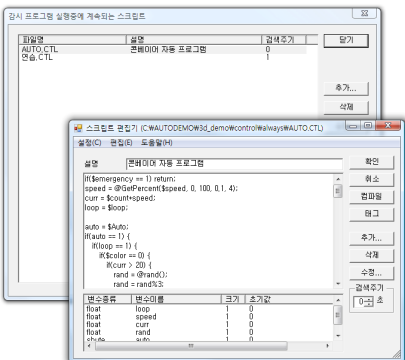 감시 프로그램 실행중에 계속되는 스크립트
파일명 설명 검색주기
AUTO.CTL 콘베이어 자동 프로그램 0
연습.CTL 1
닫기
추가...
삭제
스크립트 편집기 (C:₩AUTODEMO₩3d_demo₩control₩always₩AUTO.CTL)
설정(C) 편집(E) 도움말(H)
설명 콘베이어 자동 프로그램
if($emergency == 1) return;
speed = @GetPercent($speed, 0, 100, 0,1, 4);
curr = $count+speed;
loop = $loop;
auto = $Auto;
if(auto == 1) {
if(loop == 1) {
if($color == 0) {
if(curr > 20) {
rand = @rand();
rand = rand%3;
확인
취소
컴파일
태그
추가...
삭제
수정...
검색주기
0 초
변수종류 변수이름 크기 초기값
float loop 1 0
float speed 1 0
float curr 1 0
float rand 1 0
auto 1 0